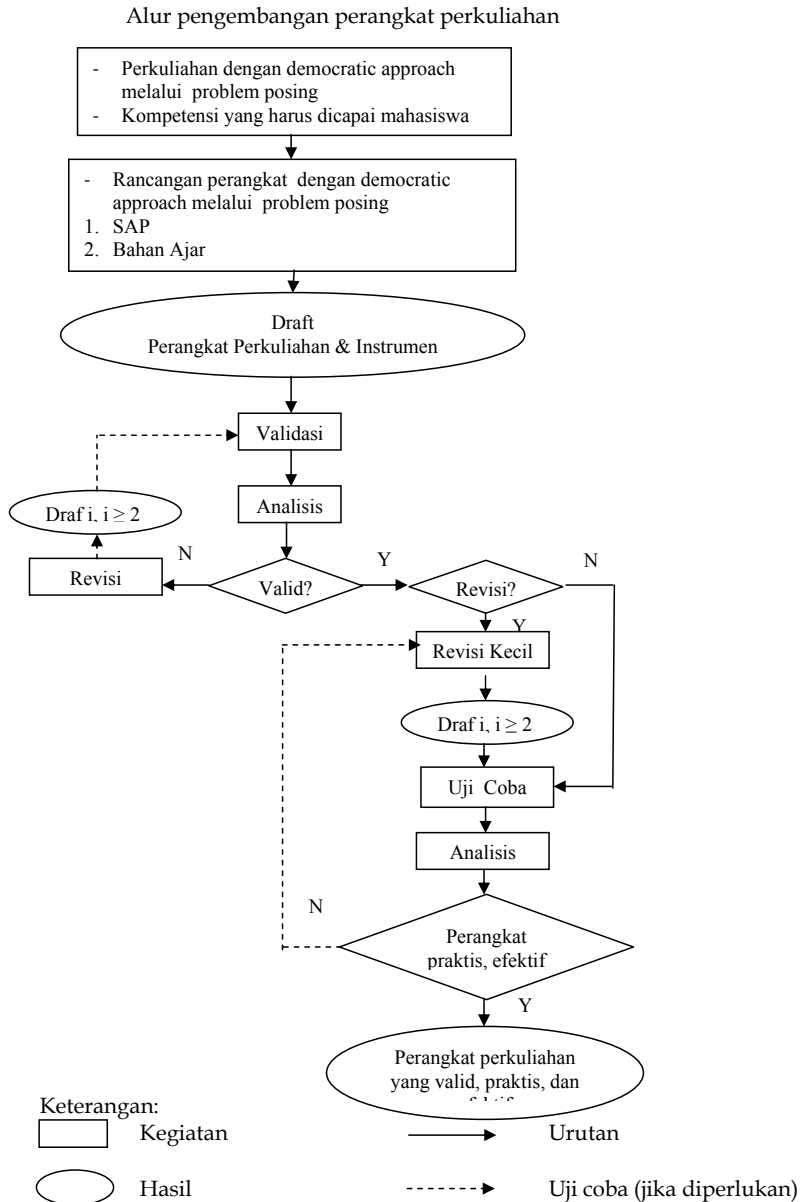 Alur pengembangan perangkat perkuliahan
- Perkuliahan dengan democratic approach
melalui problem posing
- Kompetensi yang harus dicapai mahasiswa
- Rancangan perangkat dengan democratic
approach melalui problem posing
1. SAP
2. Bahan Ajar
Draft
Perangkat Perkuliahan & Instrumen
Validasi
Analisis
Draf i, i ≥ 2
N
Y
N
Revisi
Valid?
Revisi?
Y
Revisi Kecil
Draf i, i ≥ 2
Uji Coba
Analisis
N
Perangkat
praktis, efektif
Y
Perangkat perkuliahan
yang valid, praktis, dan
Keterangan:
Kegiatan
Urutan
Hasil
Uji coba (jika diperlukan)